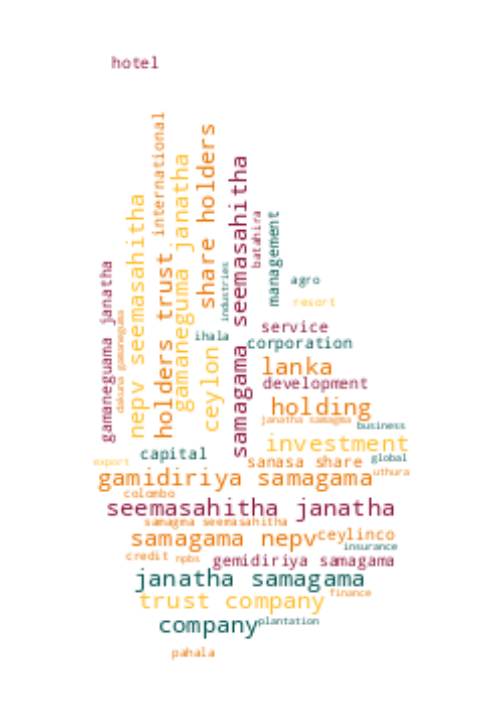 hotel
international
share holders
gamaneguma janatha
samagama seemasahitha
nepv seemasahitha
holders trust
batahira
management
gamaneguama janatha
industries
agro
resort
dakuna gamaneguma
service
ihala
corporation
ceylon
lanka
development
holding
janatha samagma
business
investment
capital
export
sanasa share
global
gamidiriya samagama
uthura
colombo
seemasahitha janatha
samagma seemasahitha
samagama nepv
ceylinco
insurance
credit
npbs
gemidiriya samagama
janatha samagama
trust company
finance
company
plantation
pahala